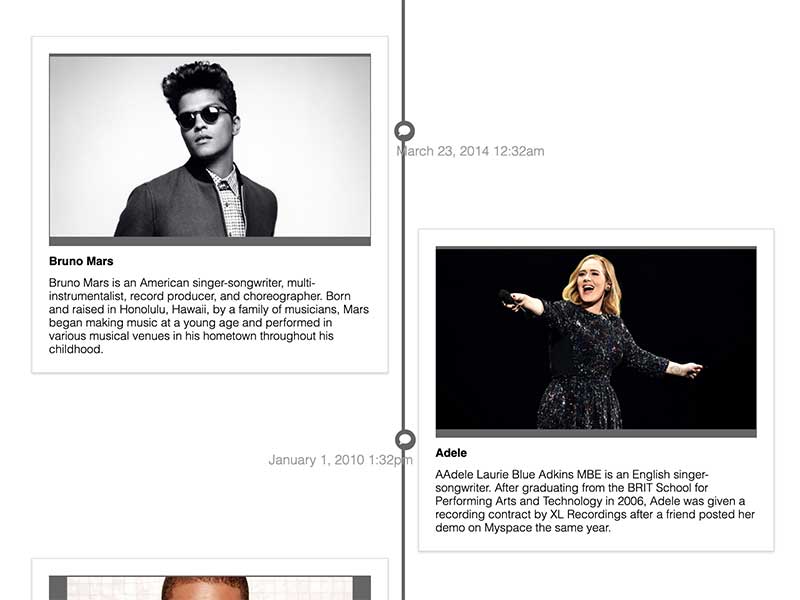 March 23, 2014 12:32am
Bruno Mars
Bruno Mars is an American singer-songwriter, multi-
instrumentalist, record producer, and choreographer. Born
and raised in Honolulu, Hawaii, by a family of musicians, Mars
began making music at a young age and performed in
various musical venues in his hometown throughout his
childhood.
January 1, 2010 1:32pm
Adele
AAdele Laurie Blue Adkins MBE is an English singer-
songwriter. After graduating from the BRIT School for
Performing Arts and Technology in 2006, Adele was given a
recording contract by XL Recordings after a friend posted her
demo on Myspace the same year.